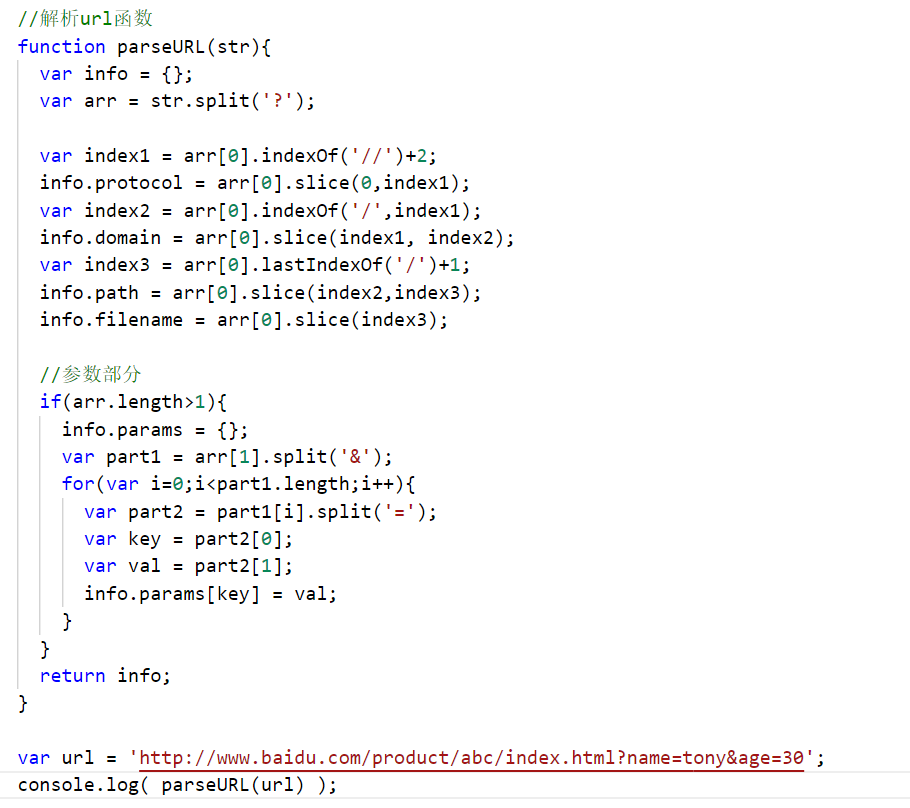 //解析url函数
function parseURL(str){
  var info = {};
  var arr = str.split('?');

  var index1 = arr[0].indexOf('//')+2;
  info.protocol = arr[0].slice(0,index1);
  var index2 = arr[0].indexOf('/',index1);
  info.domain = arr[0].slice(index1, index2);
  var index3 = arr[0].lastIndexOf('/')+1;
  info.path = arr[0].slice(index2,index3);
  info.filename = arr[0].slice(index3);

  //参数部分
  if(arr.length>1){
    info.params = {};
    var part1 = arr[1].split('&');
    for(var i=0;i<part1.length;i++){
      var part2 = part1[i].split('=');
      var key = part2[0];
      var val = part2[1];
      info.params[key] = val;
    }
  }
  return info;
}

var url = 'http://www.baidu.com/product/abc/index.html?name=tony&age=30';
console.log( parseURL(url) );